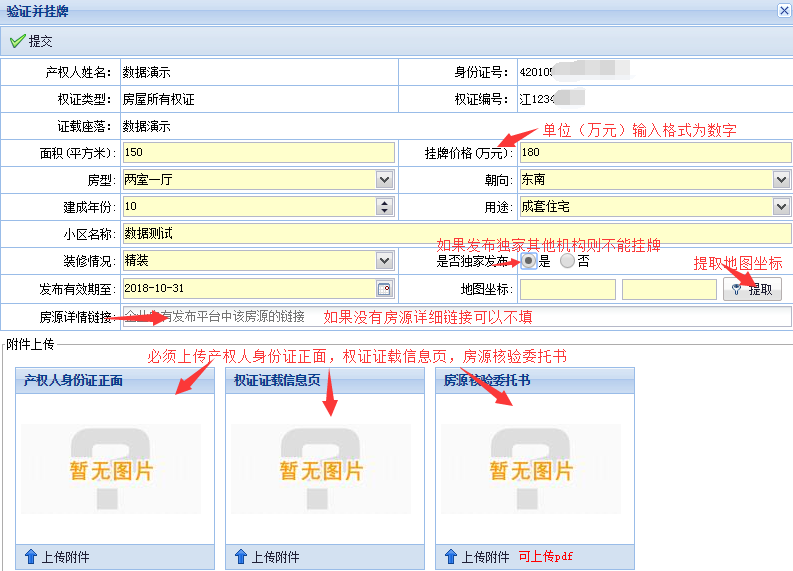 验证并挂牌
提交
产权人姓名: 数据演示 身份证号: 42010
权证类型: 房屋所有权证 权证编号: 江1234
证载座落: 数据演示
单位（万元）输入格式为数字
面积(平方米): 150 挂牌价格(万元): 180
房型: 两室一厅 朝向: 东南
建成年份: 10 用途: 成套住宅
小区名称: 数据测试
如果发布独家其他机构则不能挂牌
装修情况: 精装 是否独家发布 是 否
提取地图坐标
发布有效期至: 2018-10-31 地图坐标: 提取
房源详情链接: 企业 有发布平台中该房源的链接 如果没有房源详细链接可以不填
附件上传
必须上传产权人身份证正面，权证证载信息页，房源核验委托书
产权人身份证正面 权证证载信息页 房源核验委托书
暂无图片 暂无图片 暂无图片
上传附件 上传附件 上传附件 可上传pdf